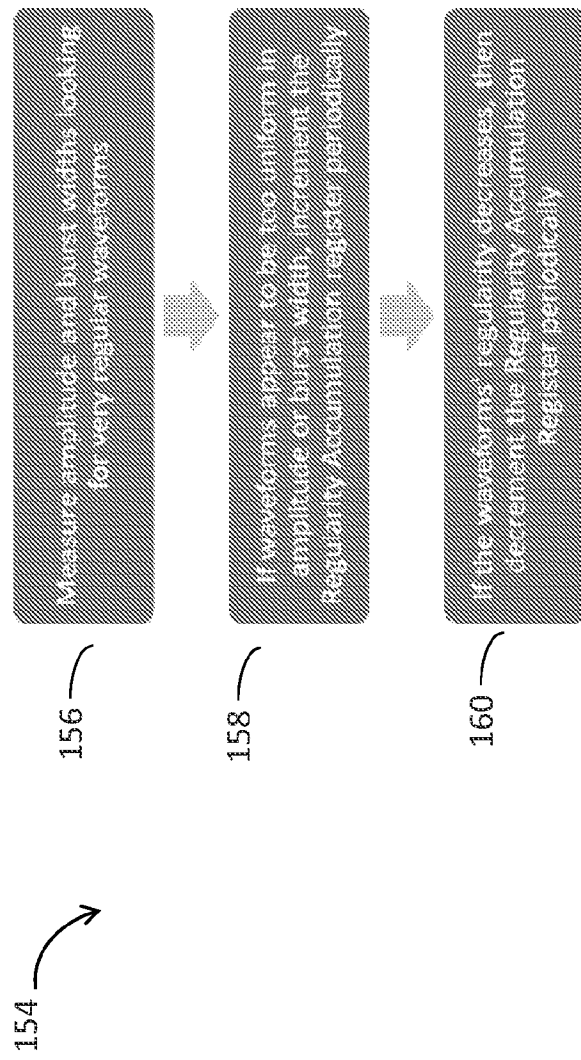 154
156
Measure amplitude and burst widths looking
for very regular waveforms
158
If waveforms appear to be too uniform in
amplitude or burst width, increment the
Regularity Accumulation register periodically
160
If the waveforms' regularity decreases, then
decrement the Regularity Accumulation
Register periodically